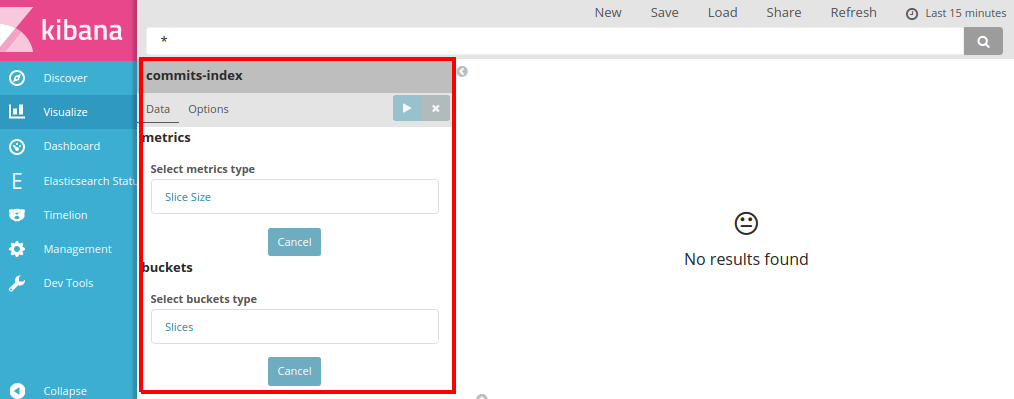 kibana
New Save Load Share Refresh Last 15 minutes
*
Discover
Visualize
Dashboard
Elasticsearch Statu
Timelion
Management
Dev Tools
Collapse
commits-index
Data Options
metrics
Select metrics type
Slice Size
Cancel
buckets
Select buckets type
Slices
Cancel
No results found